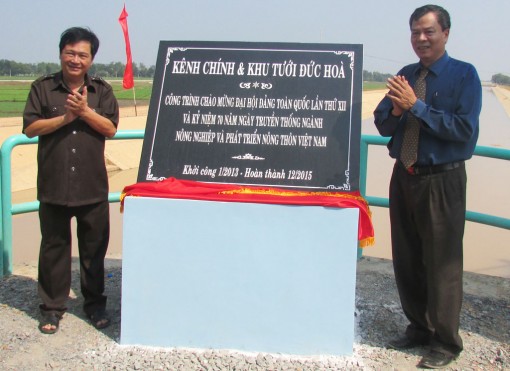 KÊNH CHÍNH & KHU TƯỚI ĐỨC HOÀ
CÔNG TRÌNH CHÀO MỪNG ĐẠI HỘI ĐẢNG TOÀN QUỐC LẦN THỨ XII
VÀ KỶ NIỆM 70 NĂM NGÀY TRUYỀN THỐNG NGÀNH
NÔNG NGHIỆP VÀ PHÁT TRIỂN NÔNG THÔN VIỆT NAM
Khởi công 1/2013 - Hoàn thành 12/2015